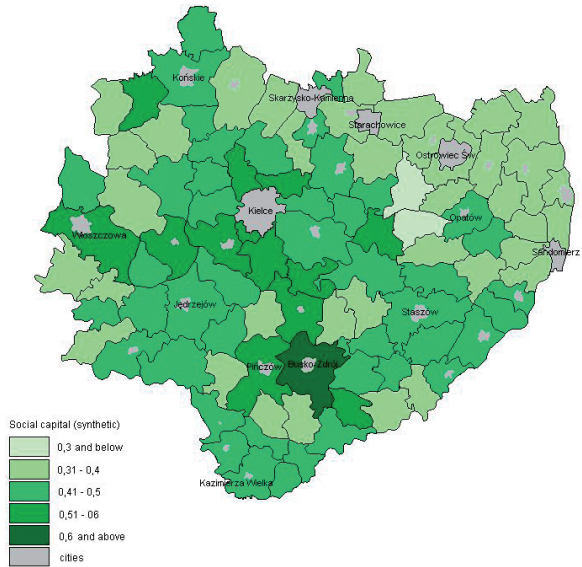 Końskie
Skarżysko-Kamienna
Starachowice
Ostrowiec Św.
Kielce
Opatów
Włoszczowa
Sandomierz
Jędrzejów
Staszów
Pińczów
Busko-Zdrój
Kazimierza Wielka
Social capital (synthetic)
0,3 and below
0,31 - 0,4
0,41 - 0,5
0,51 - 06
0,6 and above
cities